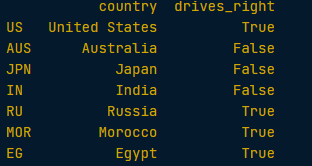 country drives_right
US United States True
AUS Australia False
JPN Japan False
IN India False
RU Russia True
MOR Morocco True
EG Egypt True